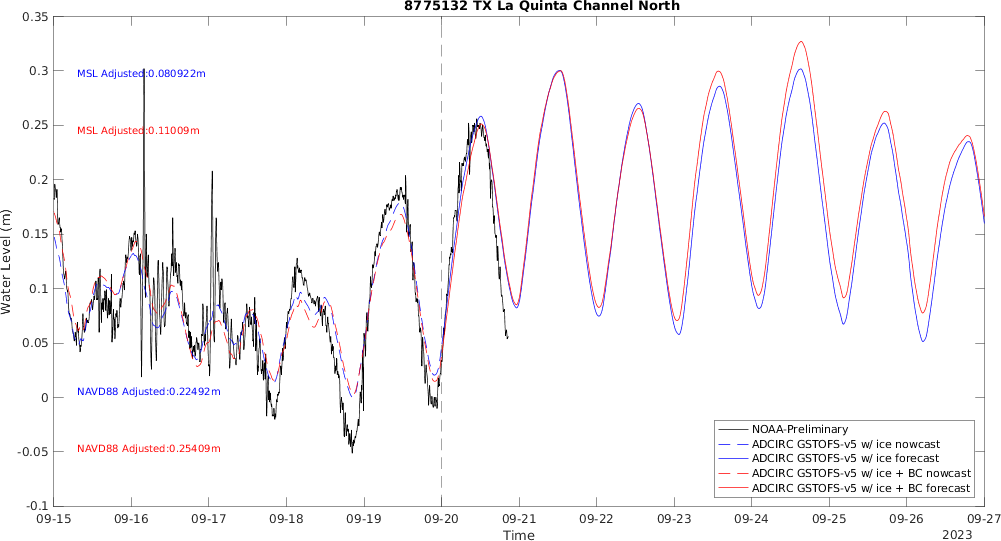 8775132 TX La Quinta Channel North
0.35
0.3
0.25
0.2
0.15
0.1
0.05
0
-0.05
-0.1
Water Level (m)
MSL Adjusted:0.080922m
MSL Adjusted:0.11009m
NAVD88 Adjusted:0.22492m
NAVD88 Adjusted:0.25409m
NOAA-Preliminary
ADCIRC GSTOFS-v5 w/ ice nowcast
ADCIRC GSTOFS-v5 w/ ice forecast
ADCIRC GSTOFS-v5 w/ ice + BC nowcast
ADCIRC GSTOFS-v5 w/ ice + BC forecast
09-15 09-16 09-17 09-18 09-19 09-20 09-21 09-22 09-23 09-24 09-25 09-26 09-27
Time
2023